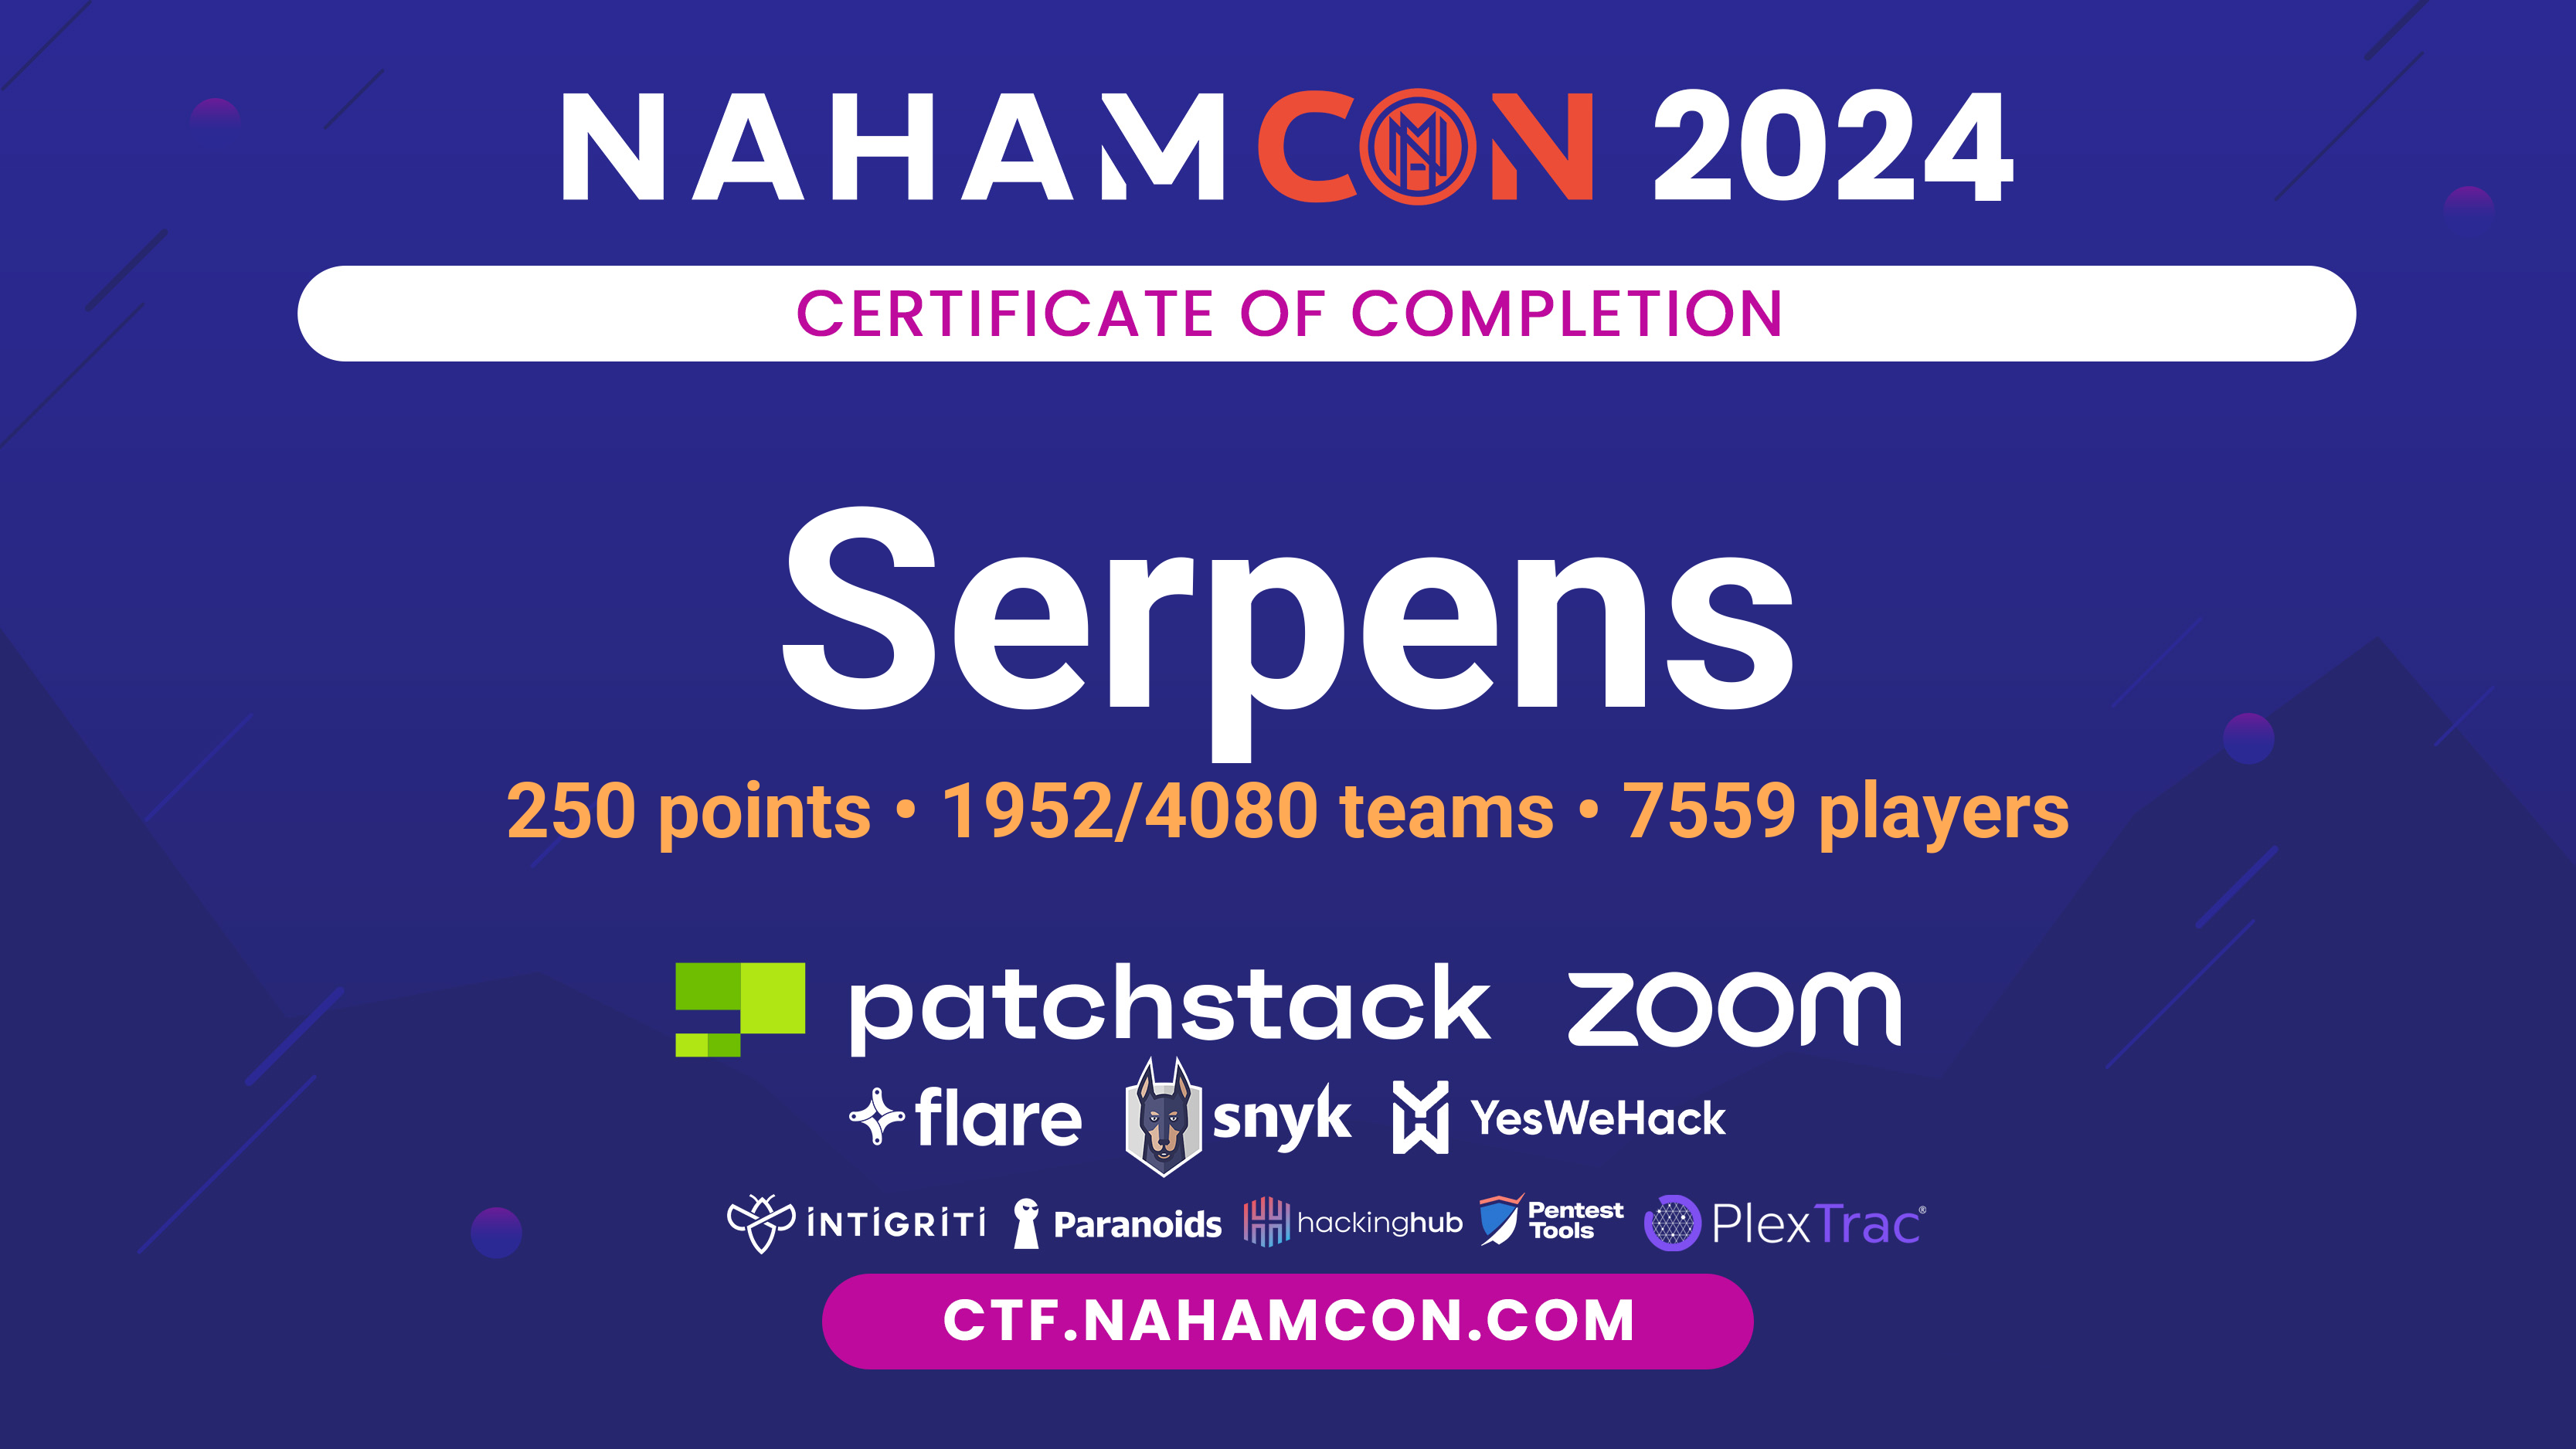 NAHAMCON 2024
CERTIFICATE OF COMPLETION
Serpens
250 points • 1952/4080 teams • 7559 players
patchstack zoom
flare snyk YesWeHack
INTIGRITI Paranoids hackinghub Pentest Tools PlexTrac®
CTF.NAHAMCON.COM